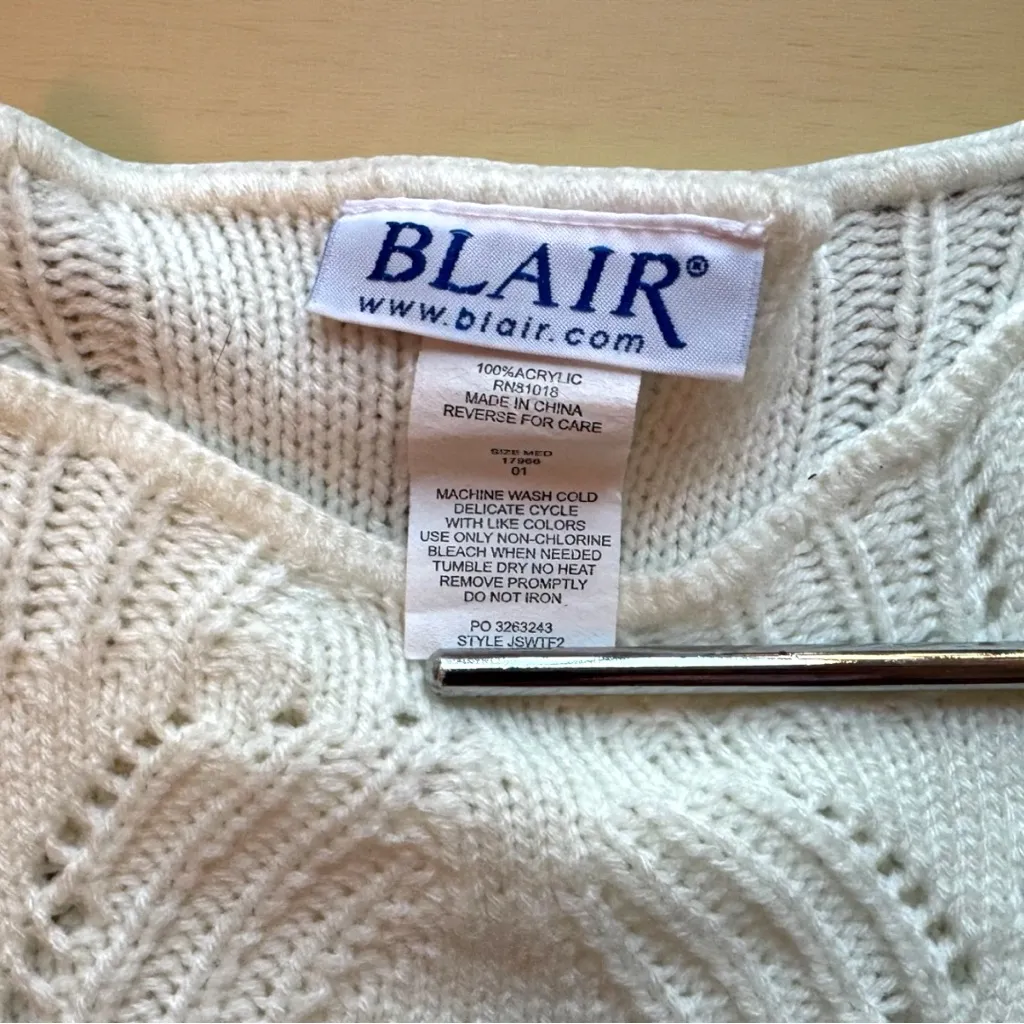 BLAIR®
www.blair.com
100%ACRYLIC
RN81018
MADE IN CHINA
REVERSE FOR CARE
SIZE MED
17966
01
MACHINE WASH COLD
DELICATE CYCLE
WITH LIKE COLORS
USE ONLY NON-CHLORINE
BLEACH WHEN NEEDED
TUMBLE DRY NO HEAT
REMOVE PROMPTLY
DO NOT IRON
PO 3263243
STYLE JSWTF2